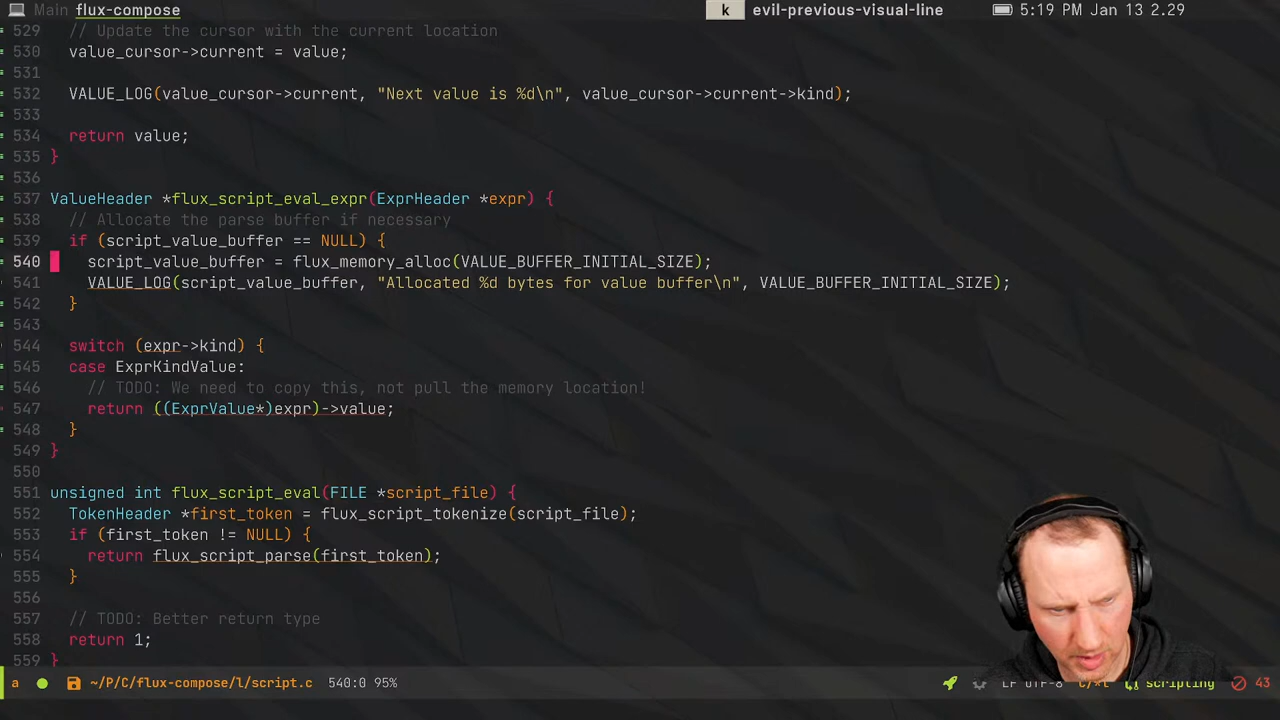 Main flux-compose k evil-previous-visual-line 5:19 PM Jan 13 2.29
529 // Update the cursor with the current location
530 value_cursor->current = value;
531
532 VALUE_LOG(value_cursor->current, "Next value is %d\n", value_cursor->current->kind);
533
534 return value;
535 }
536
537 ValueHeader *flux_script_eval_expr(ExprHeader *expr) {
538 // Allocate the parse buffer if necessary
539 if (script_value_buffer == NULL) {
540 script_value_buffer = flux_memory_alloc(VALUE_BUFFER_INITIAL_SIZE);
541 VALUE_LOG(script_value_buffer, "Allocated %d bytes for value buffer\n", VALUE_BUFFER_INITIAL_SIZE);
542 }
543
544 switch (expr->kind) {
545 case ExprKindValue:
546 // TODO: We need to copy this, not pull the memory location!
547 return ((ExprValue*)expr)->value;
548 }
549 }
550
551 unsigned int flux_script_eval(FILE *script_file) {
552 TokenHeader *first_token = flux_script_tokenize(script_file);
553 if (first_token != NULL) {
554 return flux_script_parse(first_token);
555 }
556
557 // TODO: Better return type
558 return 1;
559 }
a ~/P/C/flux-compose/l/script.c 540:0 95% LF UTF-8 scripting 43